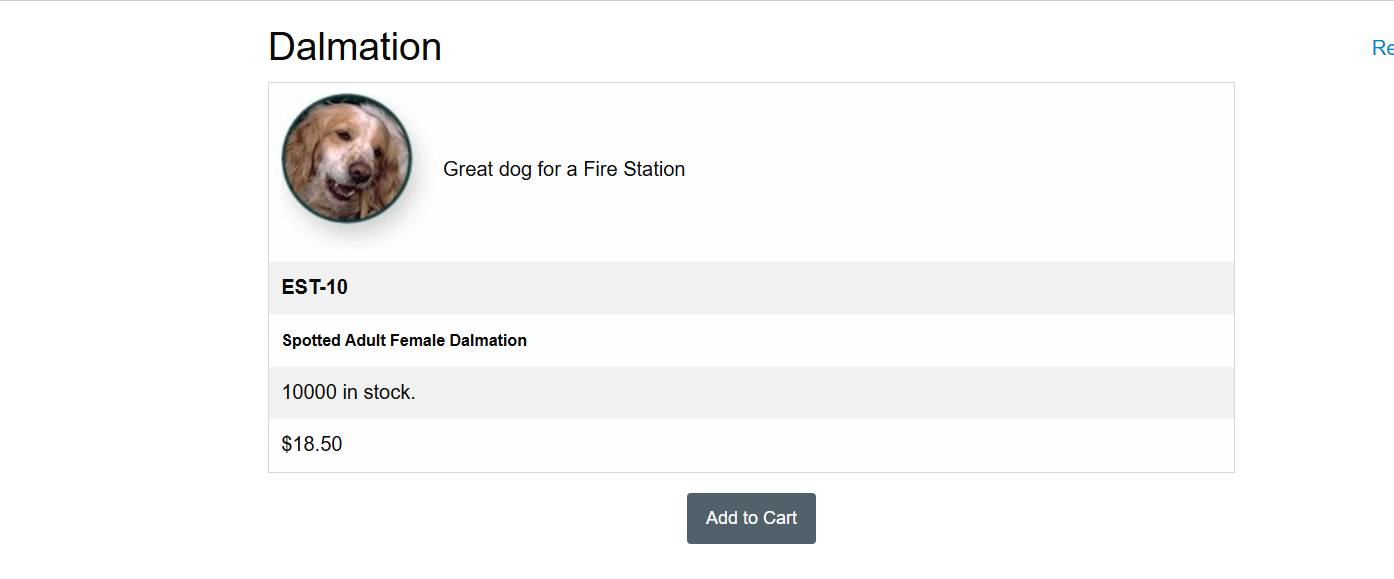 Dalmation
Re
Great dog for a Fire Station
EST-10
Spotted Adult Female Dalmation
10000 in stock.
$18.50
Add to Cart